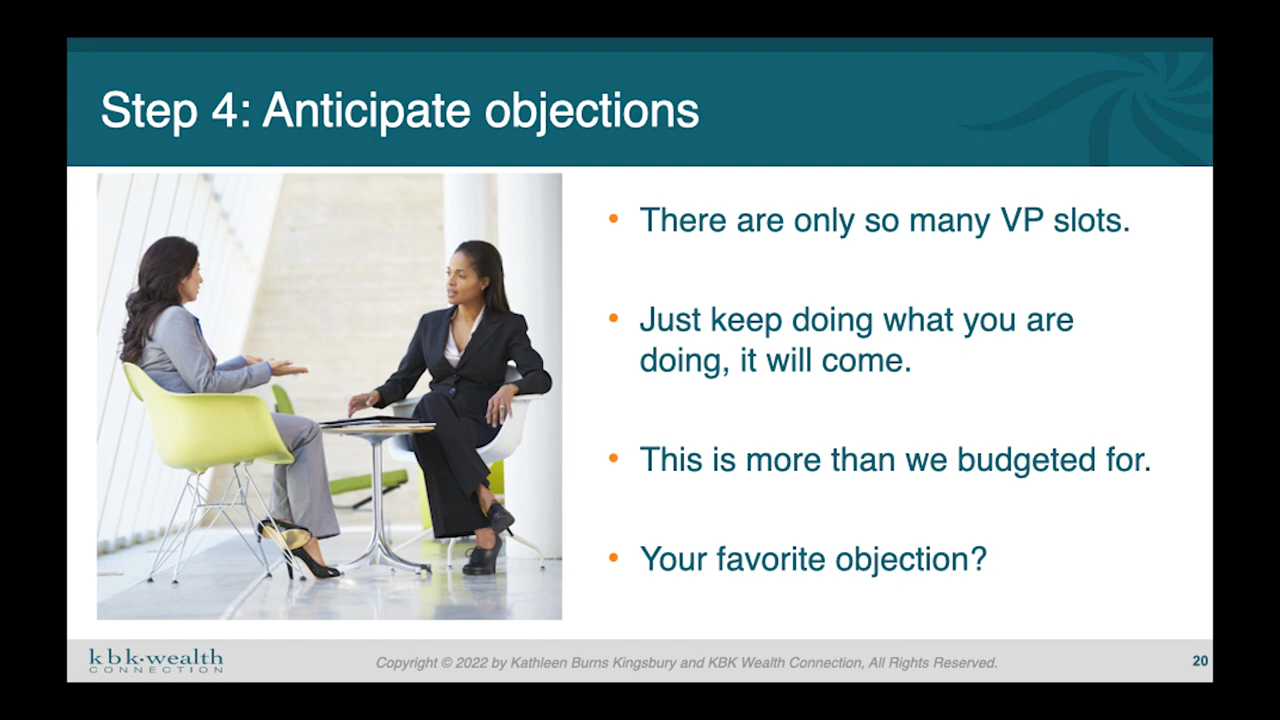 Step 4: Anticipate objections
• There are only so many VP slots.
• Just keep doing what you are
doing, it will come.
• This is more than we budgeted for.
• Your favorite objection?
kbk·wealth
CONNECTION
Copyright © 2022 by Kathleen Burns Kingsbury and KBK Wealth Connection, All Rights Reserved.
20